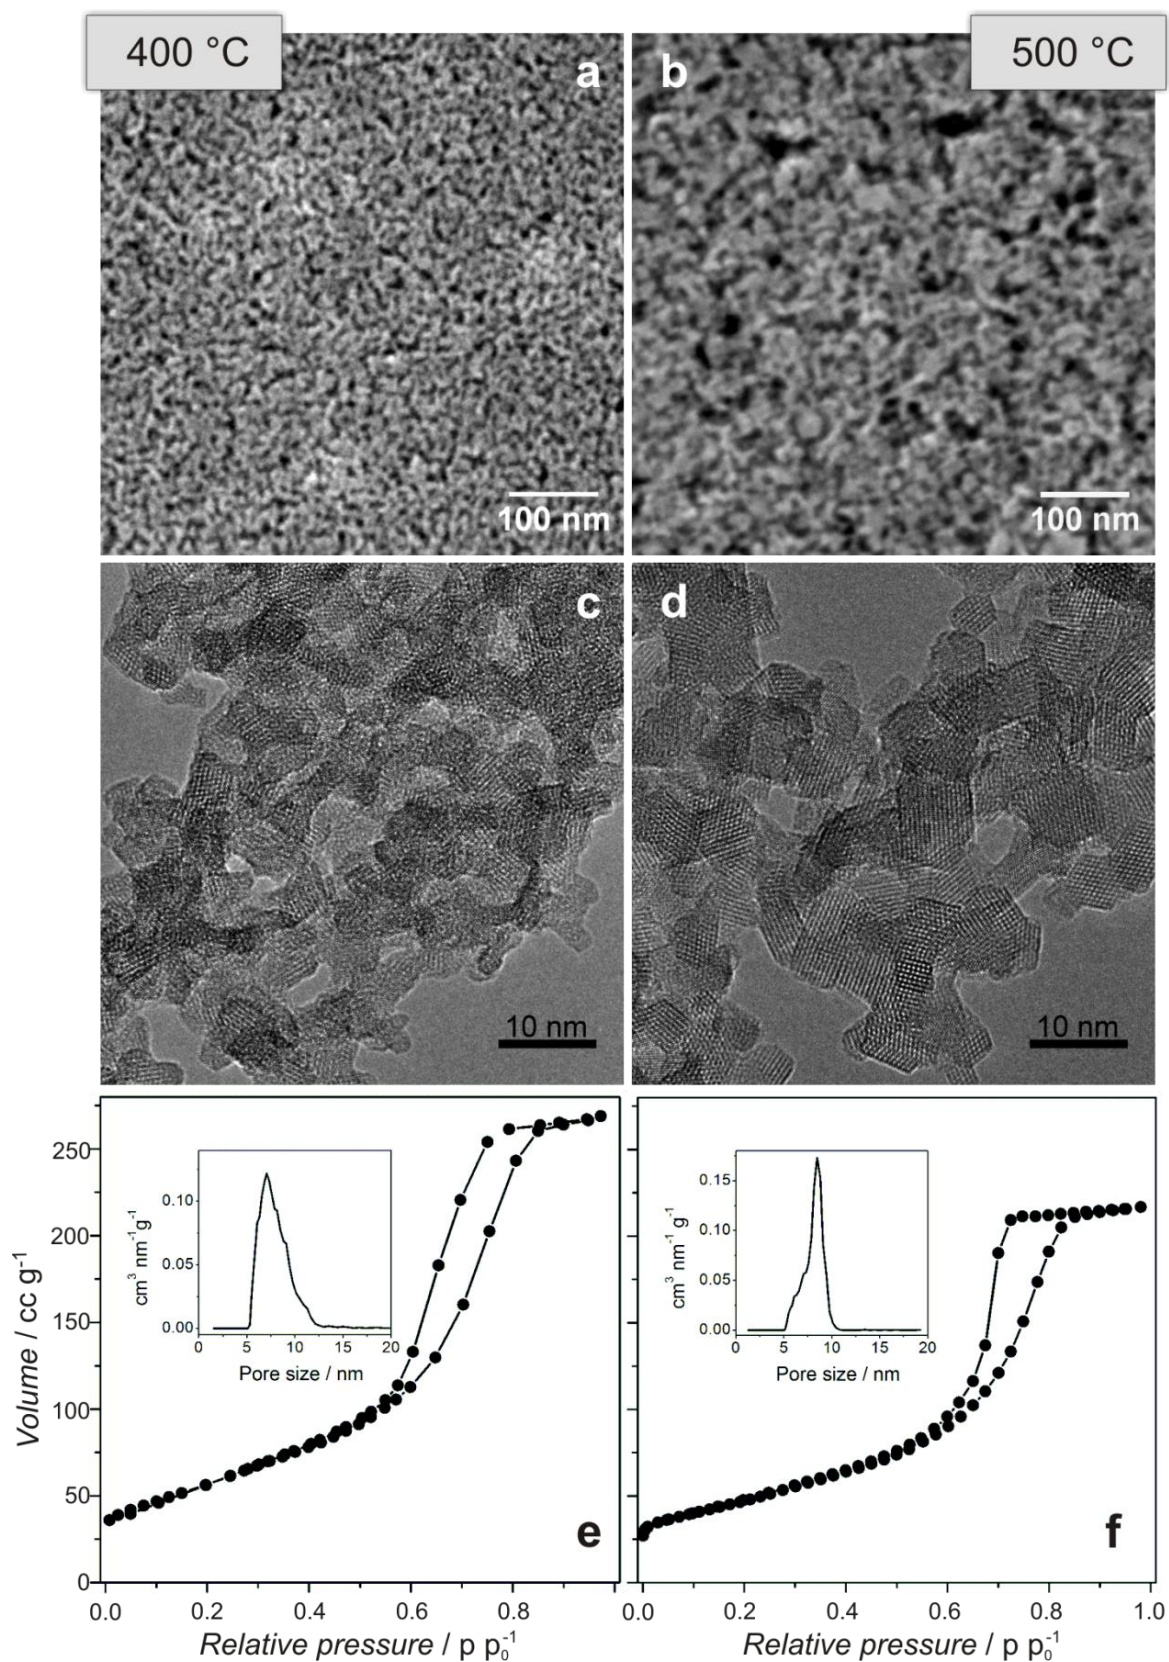 400 °C
500 °C
a
b
100 nm
100 nm
c
d
10 nm
10 nm
Volume / cc g⁻¹
250
200
150
100
50
0
0.10
0.05
0.00
cm³ nm⁻¹g⁻¹
0 5 10 15 20
Pore size / nm
e
0.0 0.2 0.4 0.6 0.8
Relative pressure / p p₀⁻¹
0.15
0.10
0.05
0.00
cm³ nm⁻¹ g⁻¹
0 5 10 15 20
Pore size / nm
f
0.0 0.2 0.4 0.6 0.8 1.0
Relative pressure / p p₀⁻¹